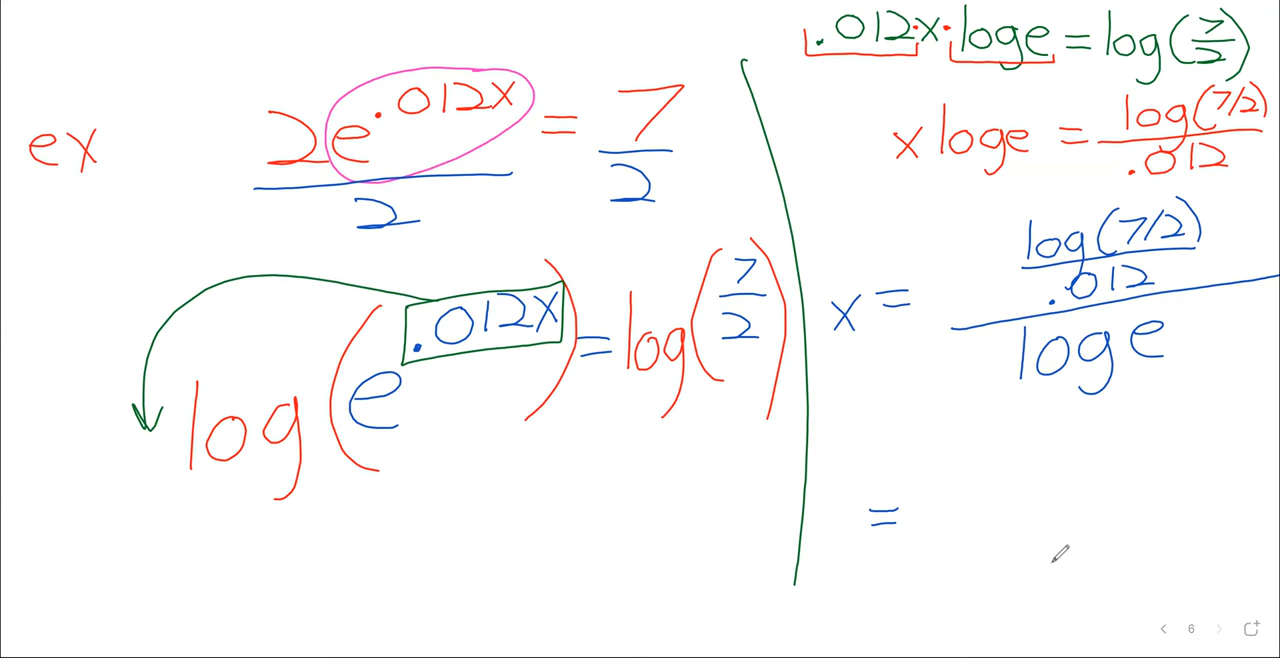 ex 2e^.012x / 2 = 7/2
log(e^.012x) = log(7/2)
.012·x·loge = log(7/2)
x loge = log(7/2) / .012
x = log(7/2) / .012 / log e
=
6